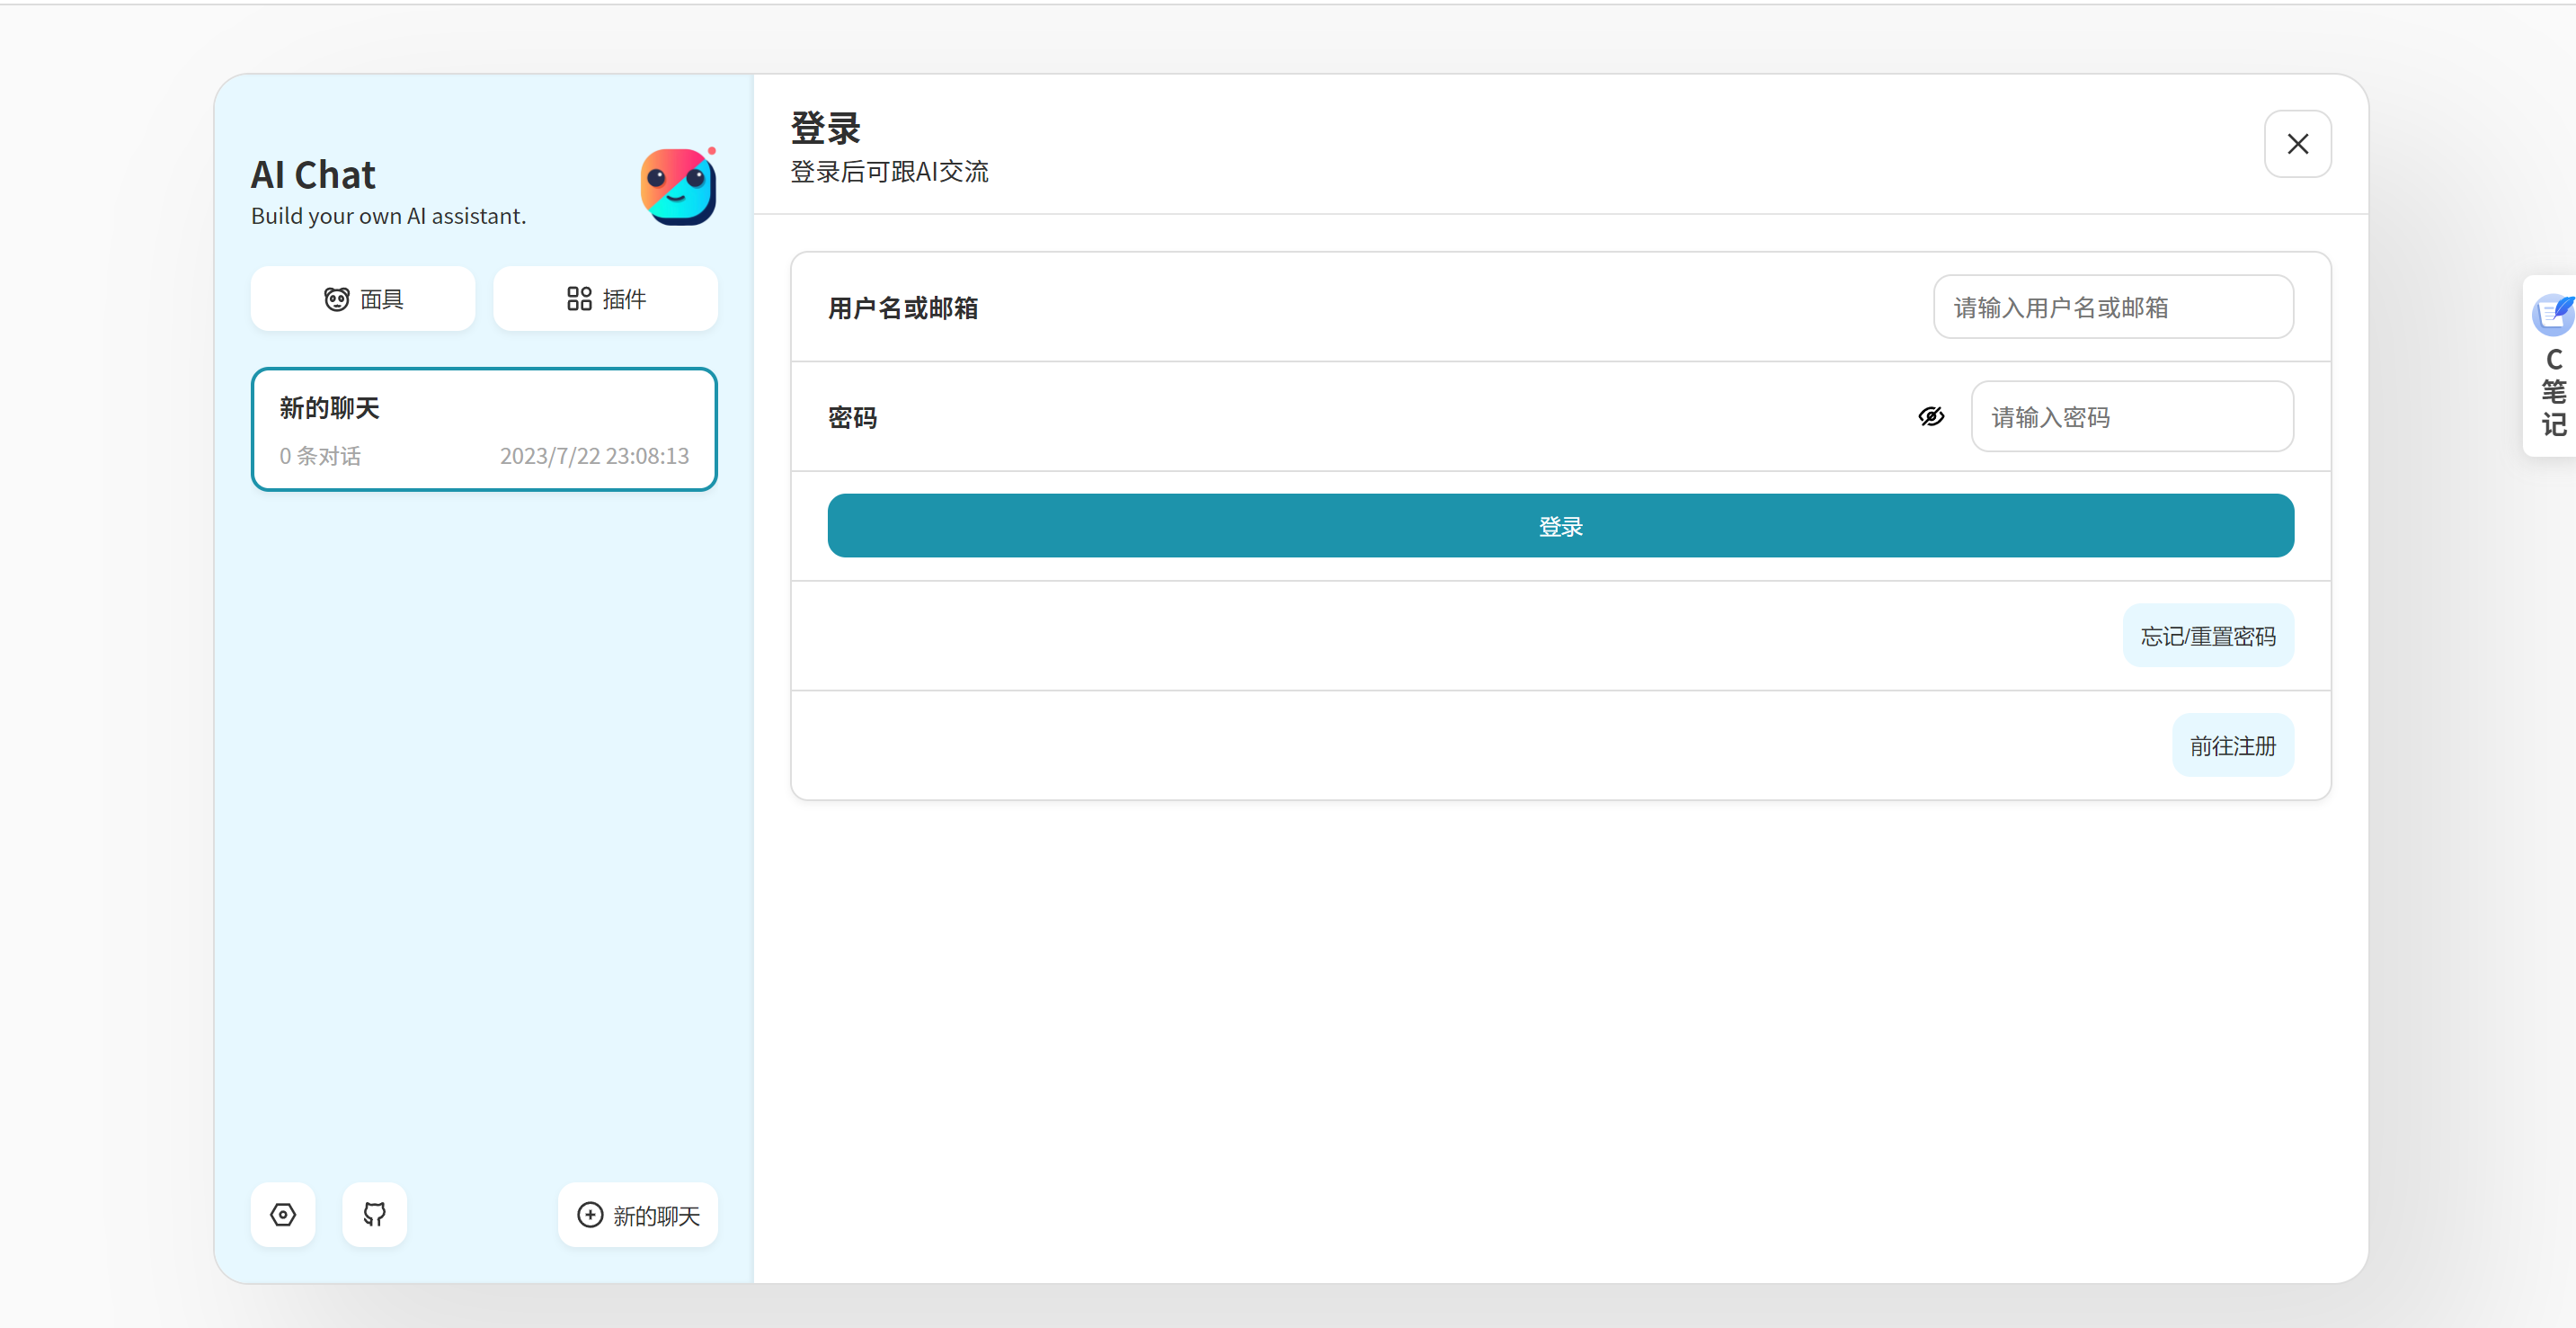 AI Chat
Build your own AI assistant.
面具
插件
新的聊天
0 条对话
2023/7/22 23:08:13
新的聊天
登录
登录后可跟AI交流
用户名或邮箱
请输入用户名或邮箱
密码
请输入密码
登录
忘记/重置密码
前往注册
C
笔
记